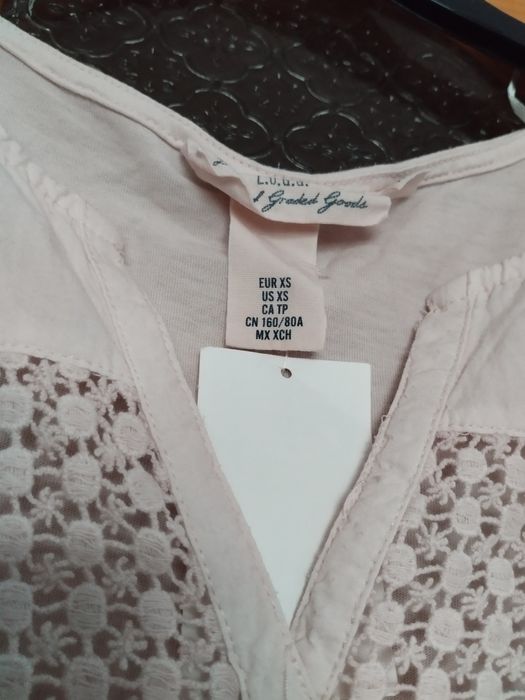 L.O.G.G.
Graded Goods
EUR XS
US XS
CA TP
CN 160/80A
MX XCH